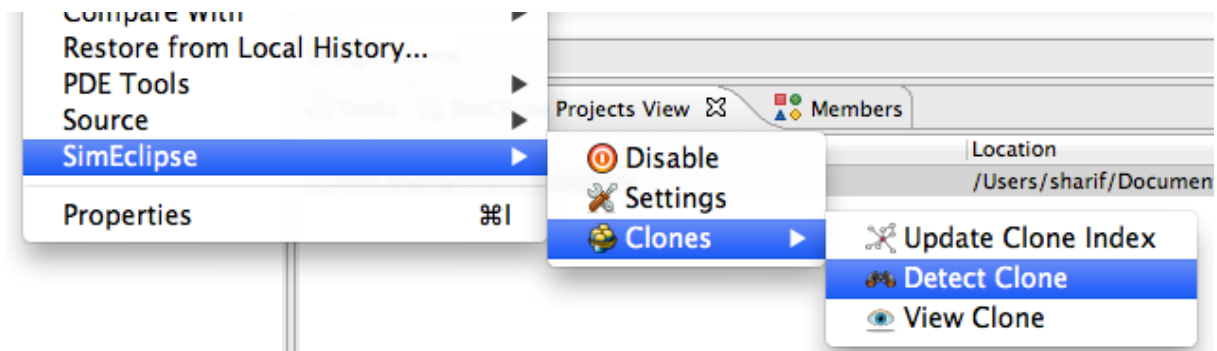 Compare With
Restore from Local History...
PDE Tools
Source
SimEclipse
Properties ⌘I
Tasks
Projects View
Members
Location
/Users/sharif/Documen
Disable
Settings
Clones
Update Clone Index
Detect Clone
View Clone